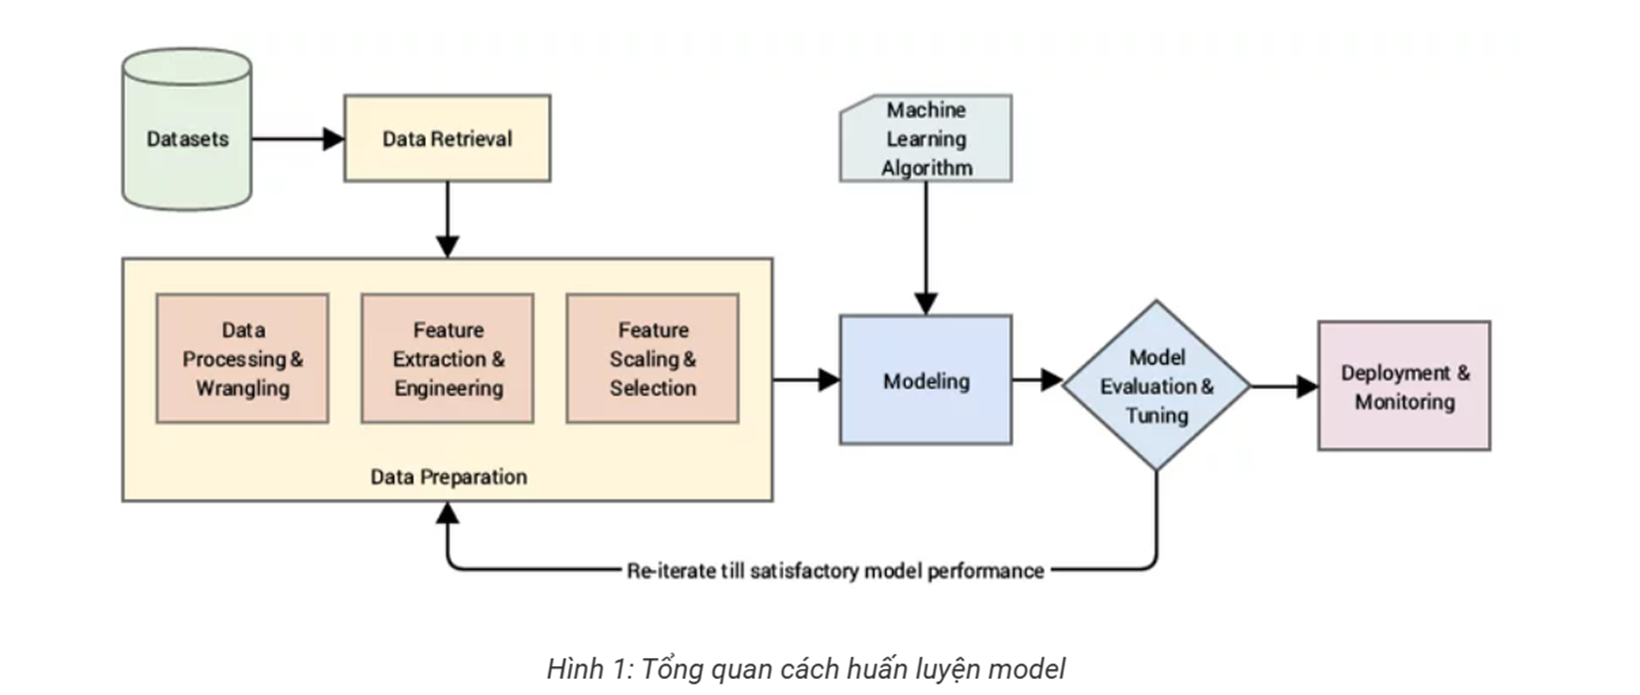 Datasets
Data Retrieval
Machine
Learning
Algorithm
Data
Processing &
Wrangling
Feature
Extraction &
Engineering
Feature
Scaling &
Selection
Data Preparation
Modeling
Model
Evaluation &
Tuning
Deployment &
Monitoring
Re-iterate till satisfactory model performance
Hình 1: Tổng quan cách huấn luyện model